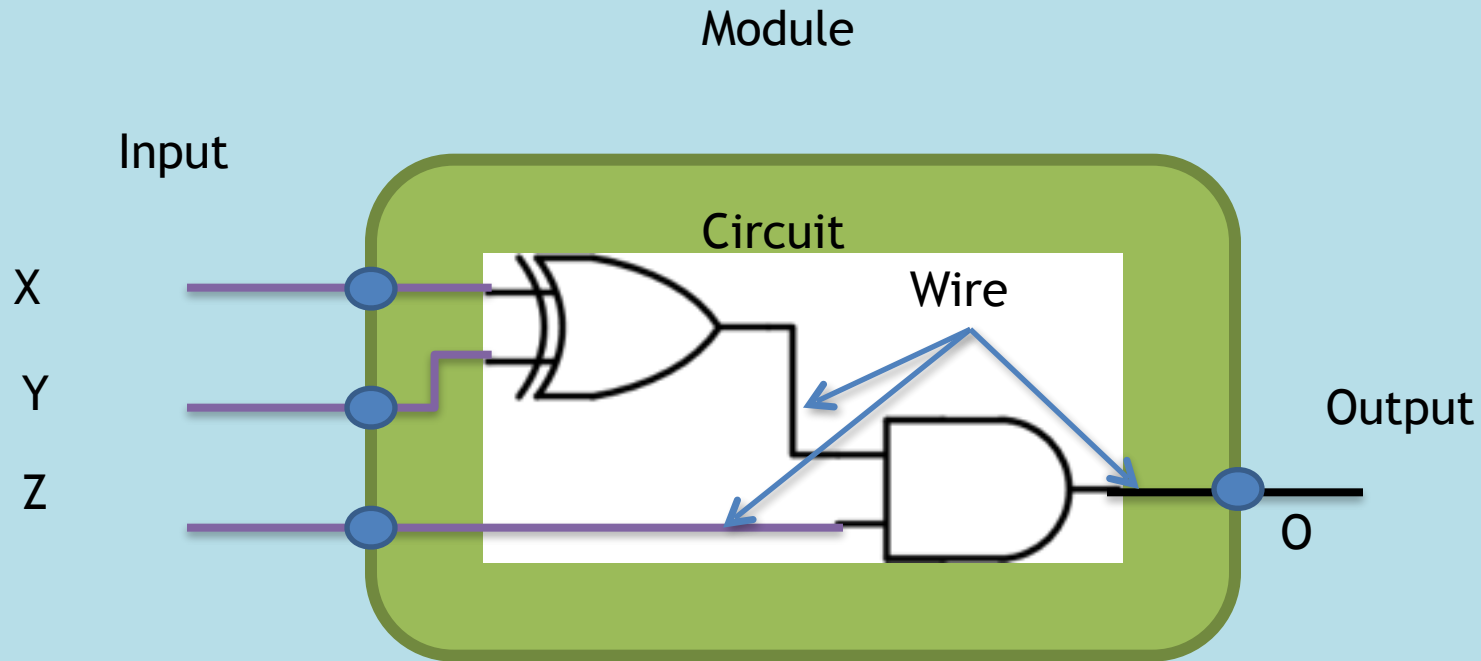 Module
Input
Circuit
X
Wire
Y
Output
Z
O